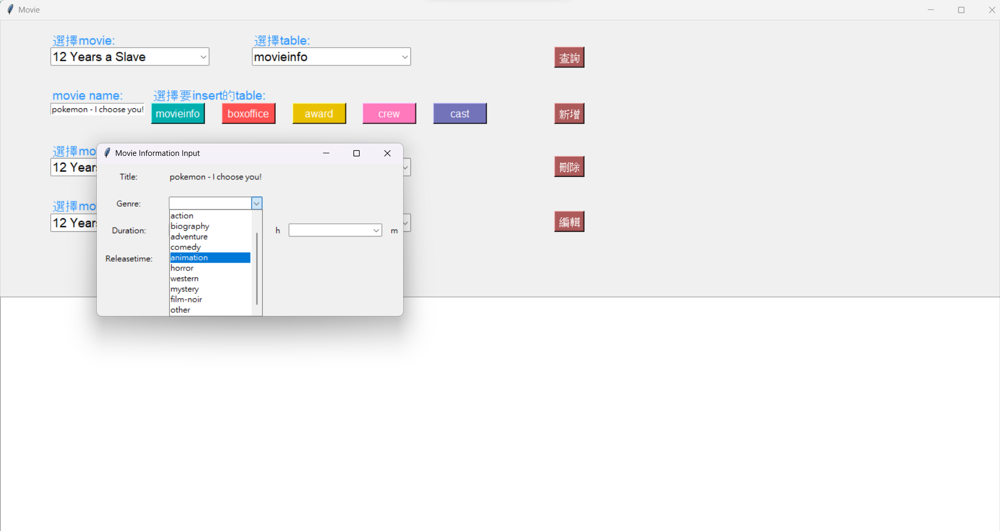 Movie
選擇movie:
選擇table:
12 Years a Slave
movieinfo
查詢
movie name:
選擇要insert的table:
pokemon - I choose you!
movieinfo
boxoffice
award
crew
cast
新增
選擇mo
12 Year
刪除
選擇mo
12 Year
編輯
Movie Information Input
Title:
pokemon - I choose you!
Genre:
action
biography
adventure
comedy
animation
horror
western
mystery
film-noir
other
Duration:
h
m
Releasetime: